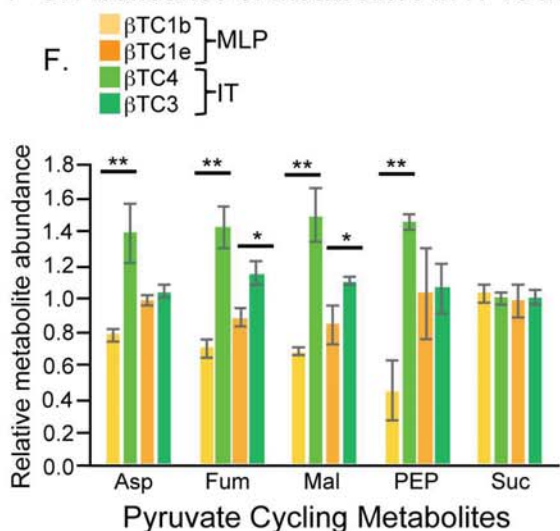 F.
βTC1b
βTC1e
MLP
βTC4
βTC3
IT
Relative metabolite abundance
1.8
1.6
1.4
1.2
1.0
0.8
0.6
0.4
0.2
0.0
** ** ** **
* *
Asp Fum Mal PEP Suc
Pyruvate Cycling Metabolites